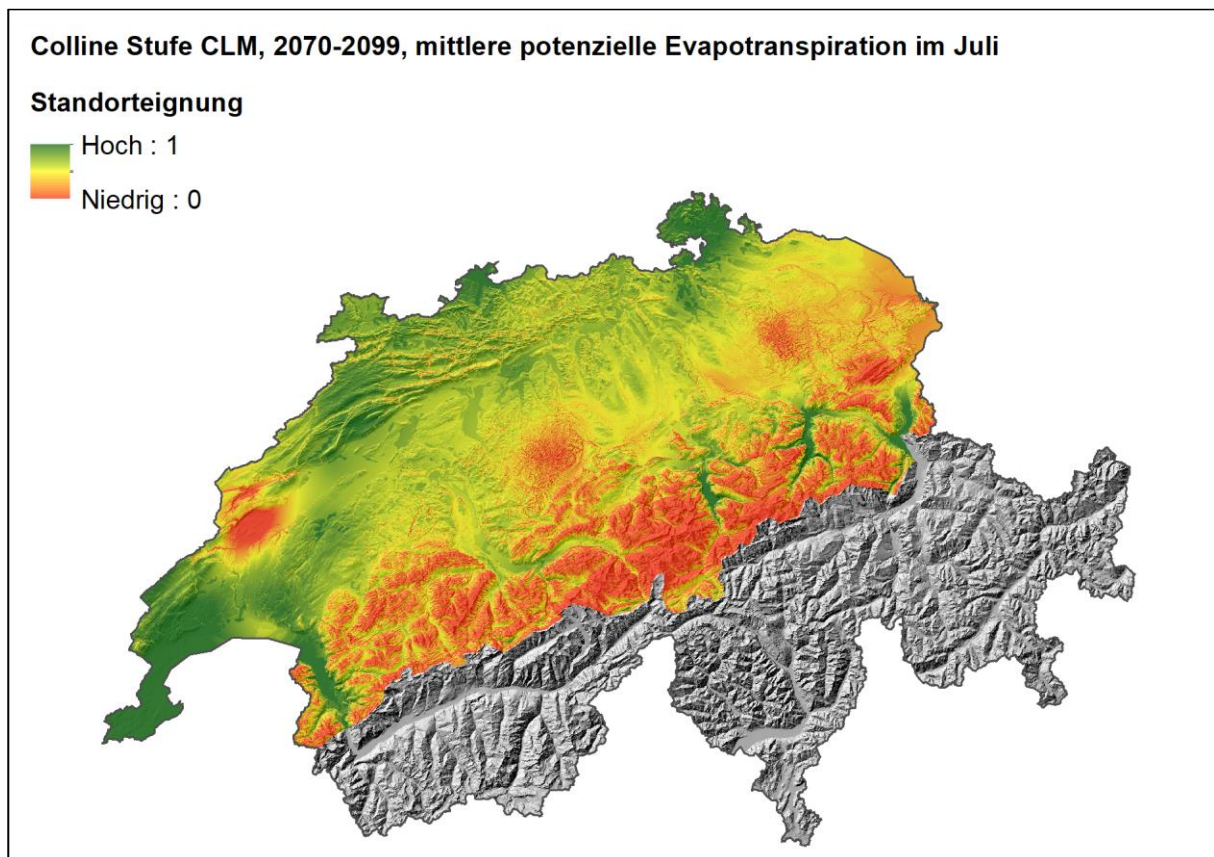 Colline Stufe CLM, 2070-2099, mittlere potenzielle Evapotranspiration im Juli
Standorteignung
Hoch : 1
Niedrig : 0